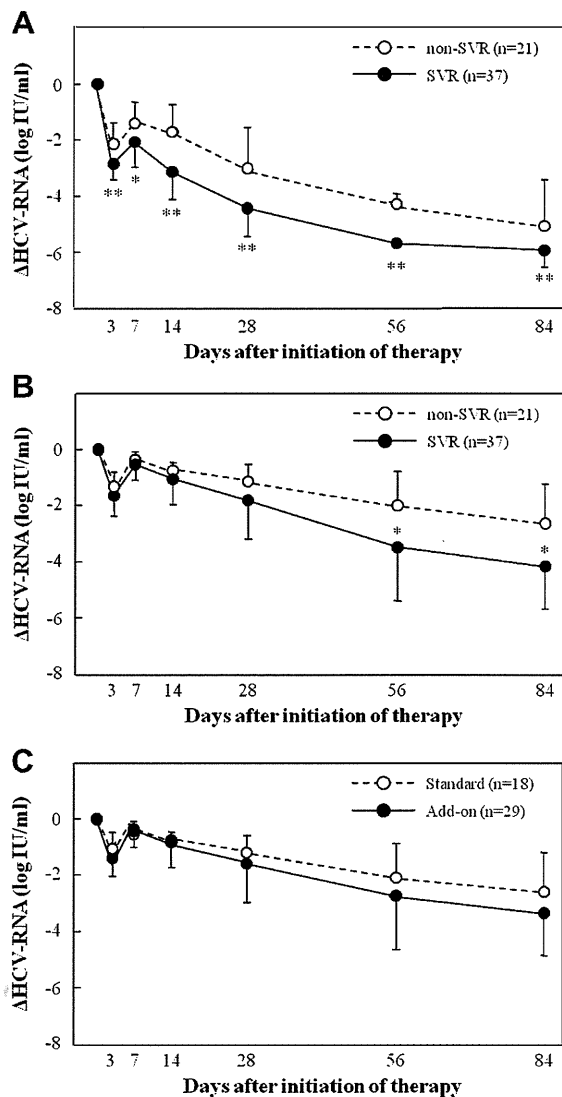 A
non-SVR (n=21)
SVR (n=37)
ΔHCV-RNA (log IU/ml)
0
-2
-4
-6
-8
** * ** ** ** **
3 7 14 28 56 84
Days after initiation of therapy
B
non-SVR (n=21)
SVR (n=37)
ΔHCV-RNA (log IU/ml)
0
-2
-4
-6
-8
* *
3 7 14 28 56 84
Days after initiation of therapy
C
Standard (n=18)
Add-on (n=29)
ΔHCV-RNA (log IU/ml)
0
-2
-4
-6
-8
3 7 14 28 56 84
Days after initiation of therapy